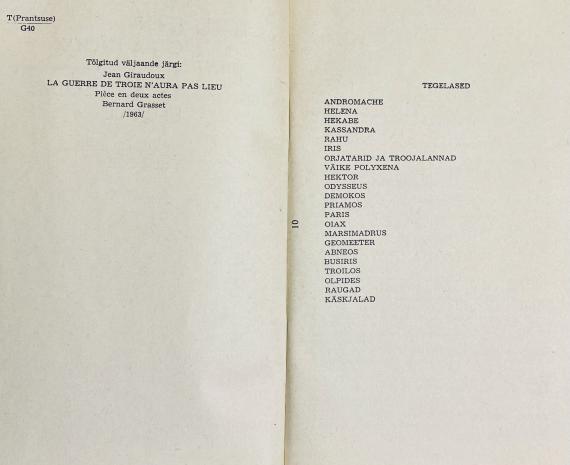 T(Prantsuse)
G40
Tõlgitud väljaande järgi:
Jean Giraudoux
LA GUERRE DE TROIE N'AURA PAS LIEU
Pièce en deux actes
Bernard Grasset
/1963/
10
TEGELASED
ANDROMACHE
HELENA
HEKABE
KASSANDRA
RAHU
IRIS
ORJATARID JA TROOJALANNAD
VÄIKE POLYXENA
HEKTOR
ODYSSEUS
DEMOKOS
PRIAMOS
PARIS
OIAX
MARSIMADRUS
GEOMEETER
ABNEOS
BUSIRIS
TROILOS
OLPIDES
RAUGAD
KÄSKJALAD